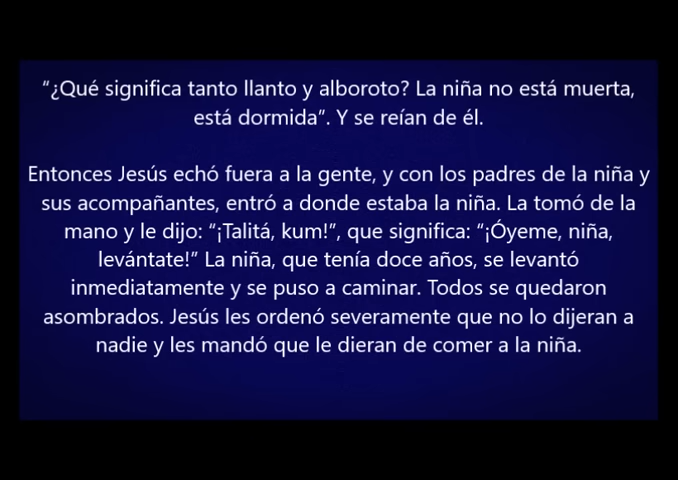 “¿Qué significa tanto llanto y alboroto? La niña no está muerta,
está dormida”. Y se reían de él.
Entonces Jesús echó fuera a la gente, y con los padres de la niña y
sus acompañantes, entró a donde estaba la niña. La tomó de la
mano y le dijo: “¡Talitá, kum!”, que significa: “¡Óyeme, niña,
levántate!” La niña, que tenía doce años, se levantó
inmediatamente y se puso a caminar. Todos se quedaron
asombrados. Jesús les ordenó severamente que no lo dijeran a
nadie y les mandó que le dieran de comer a la niña.